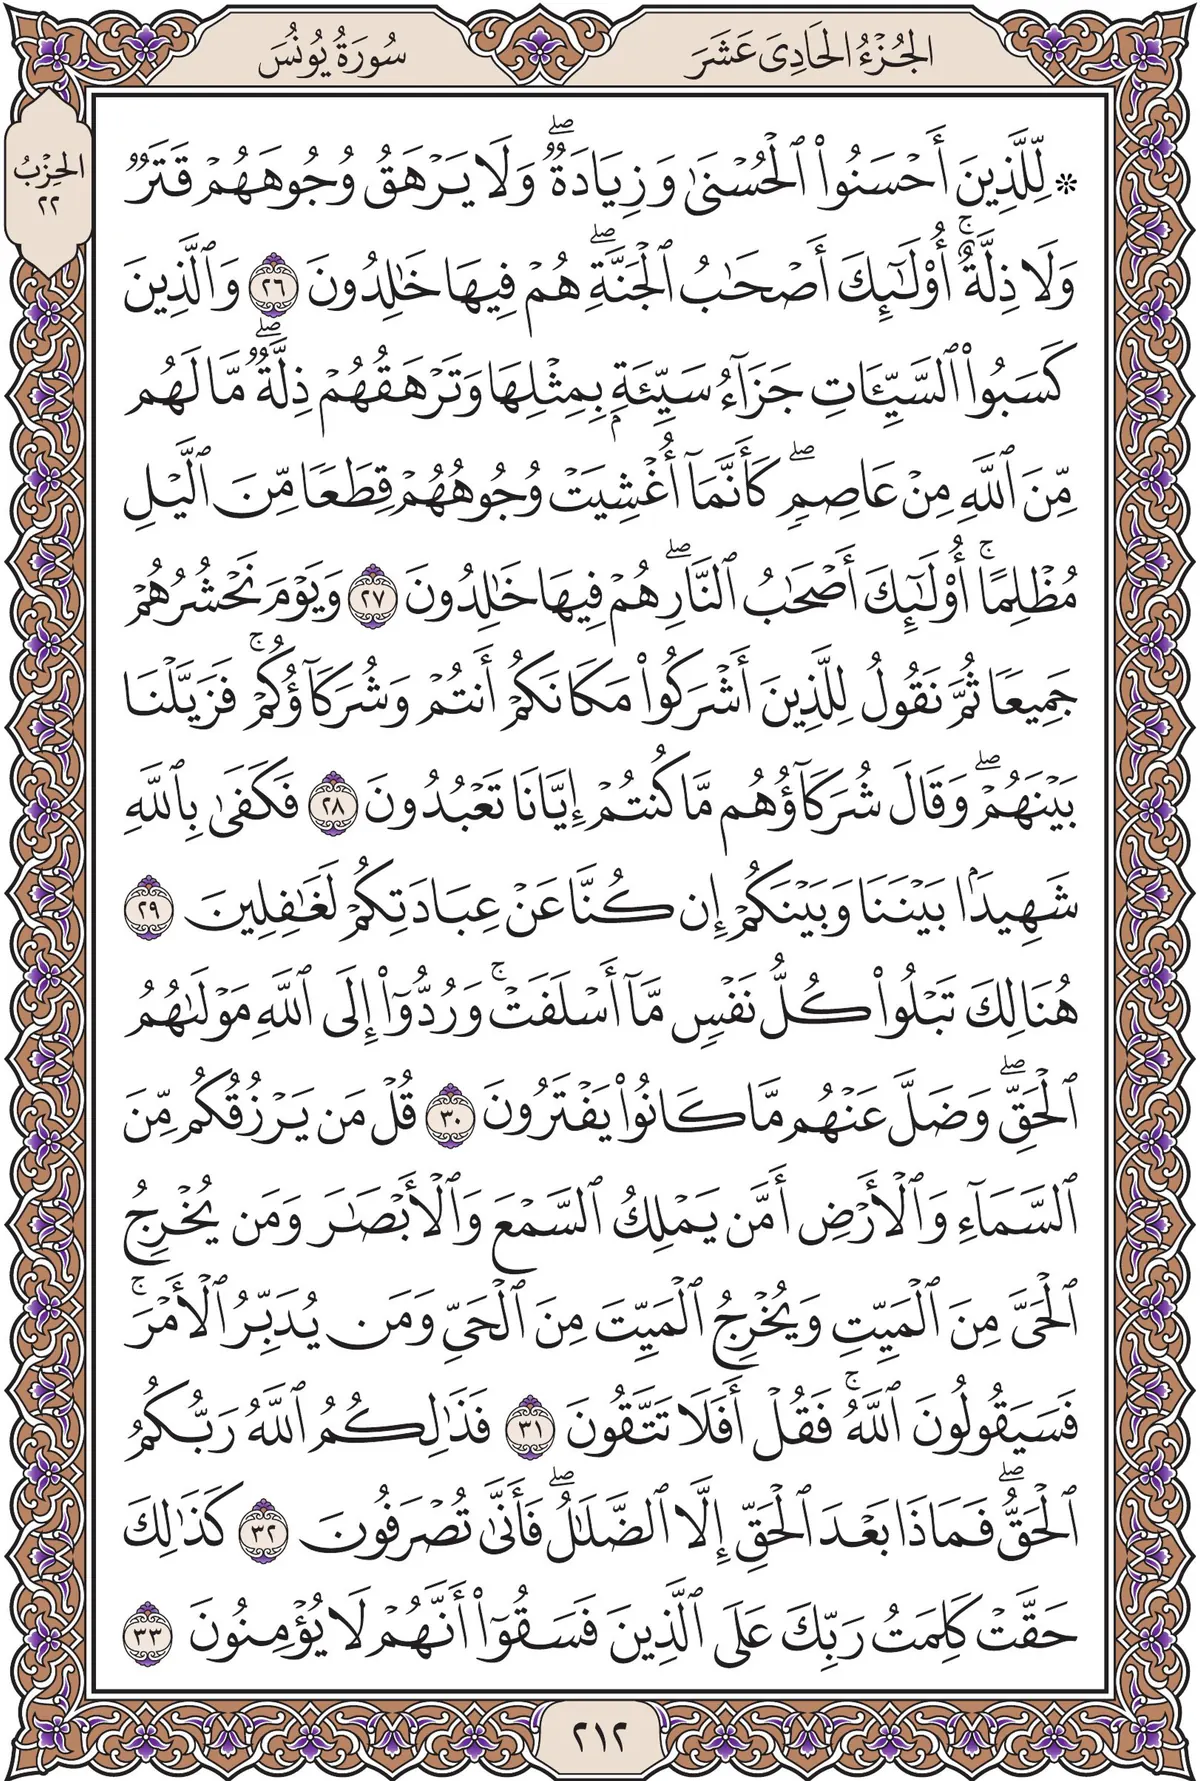 الجُزْءُ الحَادِى عَشَرَ
سُورَةُ يُونُسَ
الحِزْبُ
٢٢
۞ لِّلَّذِينَ أَحْسَنُوا۟ ٱلْحُسْنَىٰ وَزِيَادَةٌ ۖ وَلَا يَرْهَقُ وُجُوهَهُمْ قَتَرٌ
وَلَا ذِلَّةٌ ۚ أُو۟لَـٰٓئِكَ أَصْحَـٰبُ ٱلْجَنَّةِ ۖ هُمْ فِيهَا خَـٰلِدُونَ ٢٦ وَٱلَّذِينَ
كَسَبُوا۟ ٱلسَّيِّـَٔاتِ جَزَآءُ سَيِّئَةٍۭ بِمِثْلِهَا وَتَرْهَقُهُمْ ذِلَّةٌ ۖ مَّا لَهُم
مِّنَ ٱللَّهِ مِنْ عَاصِمٍ ۖ كَأَنَّمَآ أُغْشِيَتْ وُجُوهُهُمْ قِطَعًا مِّنَ ٱلَّيْلِ
مُظْلِمًا ۚ أُو۟لَـٰٓئِكَ أَصْحَـٰبُ ٱلنَّارِ ۖ هُمْ فِيهَا خَـٰلِدُونَ ٢٧ وَيَوْمَ نَحْشُرُهُمْ
جَمِيعًا ثُمَّ نَقُولُ لِلَّذِينَ أَشْرَكُوا۟ مَكَانَكُمْ أَنتُمْ وَشُرَكَآؤُكُمْ ۚ فَزَيَّلْنَا
بَيْنَهُمْ ۖ وَقَالَ شُرَكَآؤُهُم مَّا كُنتُمْ إِيَّانَا تَعْبُدُونَ ٢٨ فَكَفَىٰ بِٱللَّهِ
شَهِيدًۢا بَيْنَنَا وَبَيْنَكُمْ إِن كُنَّا عَنْ عِبَادَتِكُمْ لَغَـٰفِلِينَ ٢٩
هُنَالِكَ تَبْلُوا۟ كُلُّ نَفْسٍ مَّآ أَسْلَفَتْ ۚ وَرُدُّوٓا۟ إِلَى ٱللَّهِ مَوْلَىٰهُمُ
ٱلْحَقِّ ۖ وَضَلَّ عَنْهُم مَّا كَانُوا۟ يَفْتَرُونَ ٣٠ قُلْ مَن يَرْزُقُكُم مِّنَ
ٱلسَّمَآءِ وَٱلْأَرْضِ أَمَّن يَمْلِكُ ٱلسَّمْعَ وَٱلْأَبْصَـٰرَ وَمَن يُخْرِجُ
ٱلْحَىَّ مِنَ ٱلْمَيِّتِ وَيُخْرِجُ ٱلْمَيِّتَ مِنَ ٱلْحَىِّ وَمَن يُدَبِّرُ ٱلْأَمْرَ ۚ
فَسَيَقُولُونَ ٱللَّهُ ۚ فَقُلْ أَفَلَا تَتَّقُونَ ٣١ فَذَٰلِكُمُ ٱللَّهُ رَبُّكُمُ
ٱلْحَقُّ ۖ فَمَاذَا بَعْدَ ٱلْحَقِّ إِلَّا ٱلضَّلَـٰلُ ۖ فَأَنَّىٰ تُصْرَفُونَ ٣٢ كَذَٰلِكَ
حَقَّتْ كَلِمَتُ رَبِّكَ عَلَى ٱلَّذِينَ فَسَقُوٓا۟ أَنَّهُمْ لَا يُؤْمِنُونَ ٣٣
٢١٢